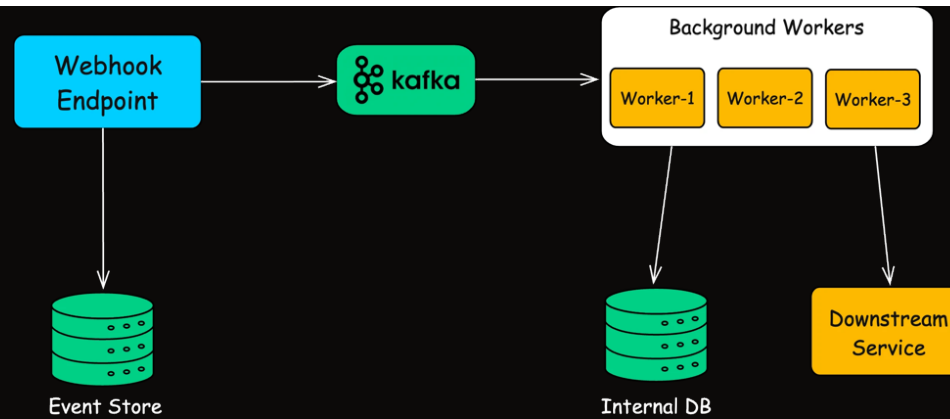 Background Workers
Webhook
Endpoint
kafka
Worker-1
Worker-2
Worker-3
Downstream
Service
Event Store
Internal DB